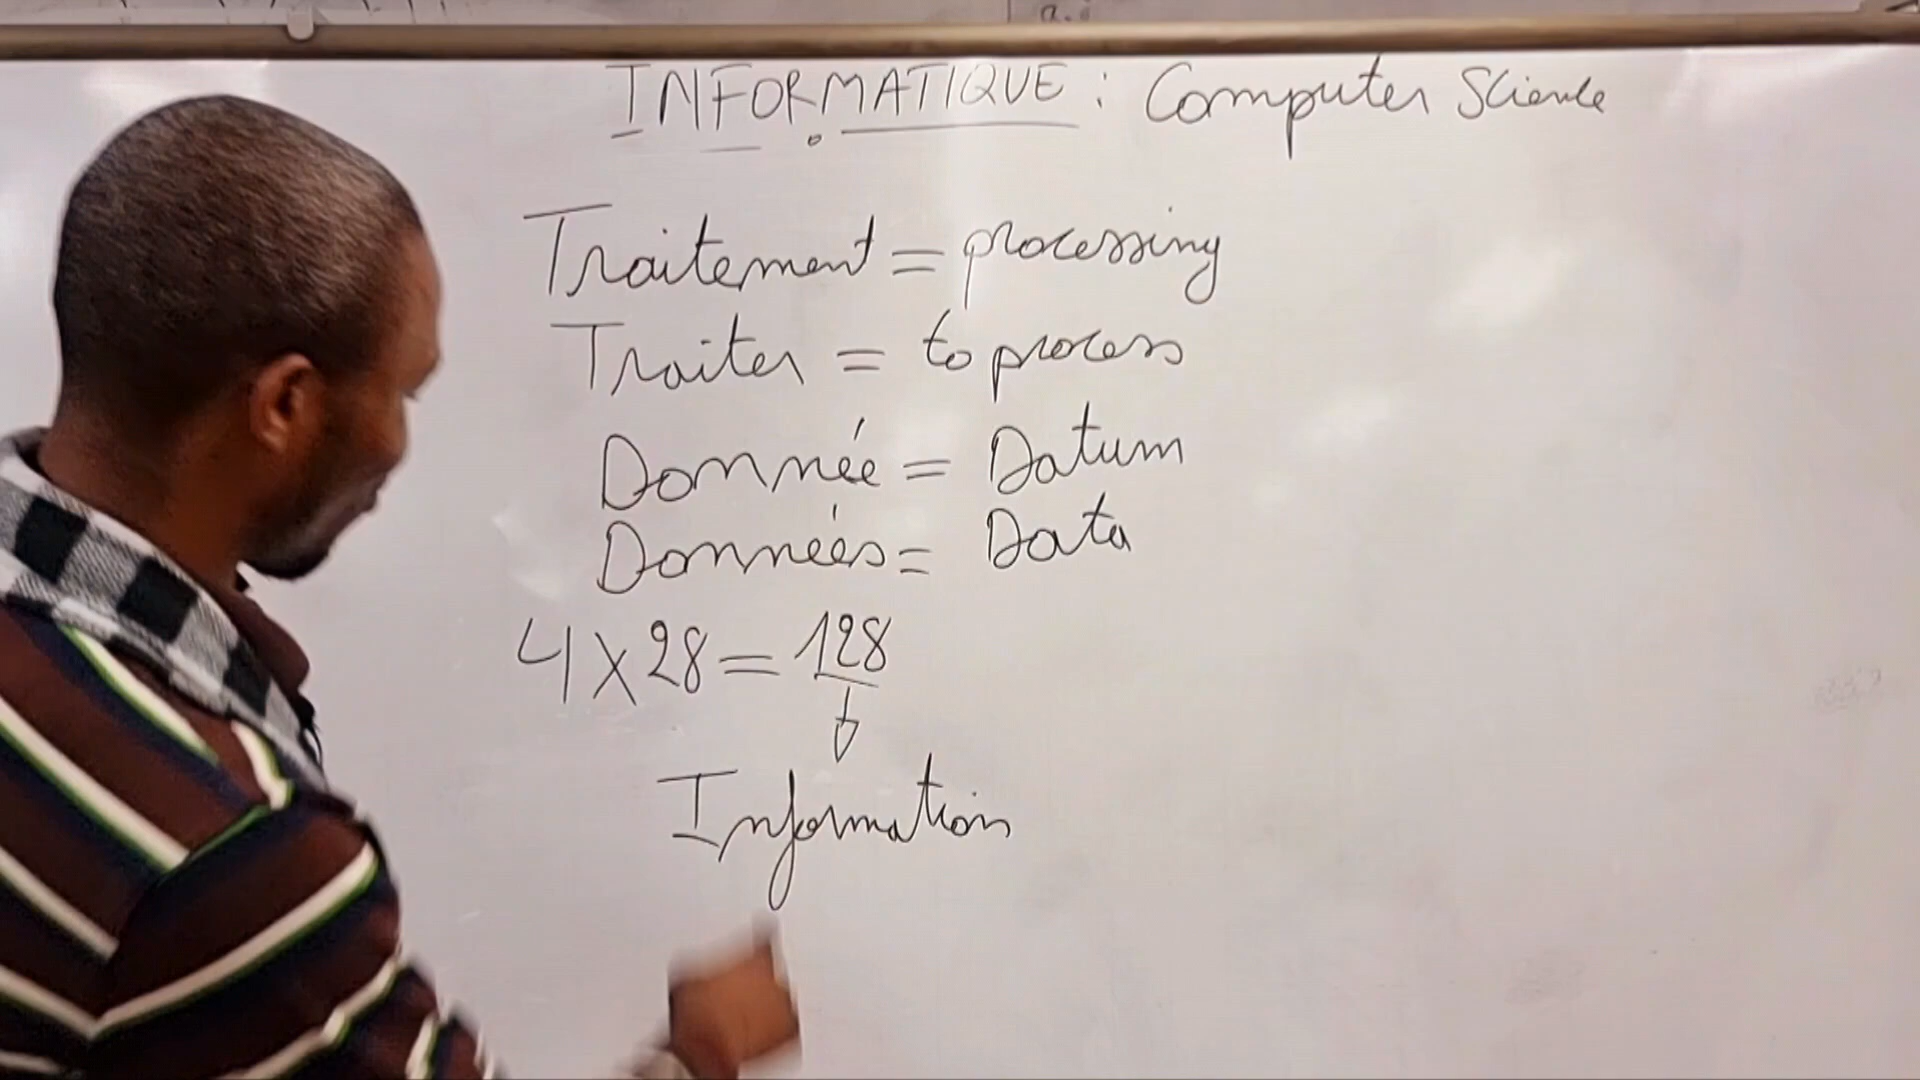 INFORMATIQUE : Computer Science
Traitement = processing
Traiter = to process
Donnée = Datum
Données = Data
4 X 28 = 128
Information